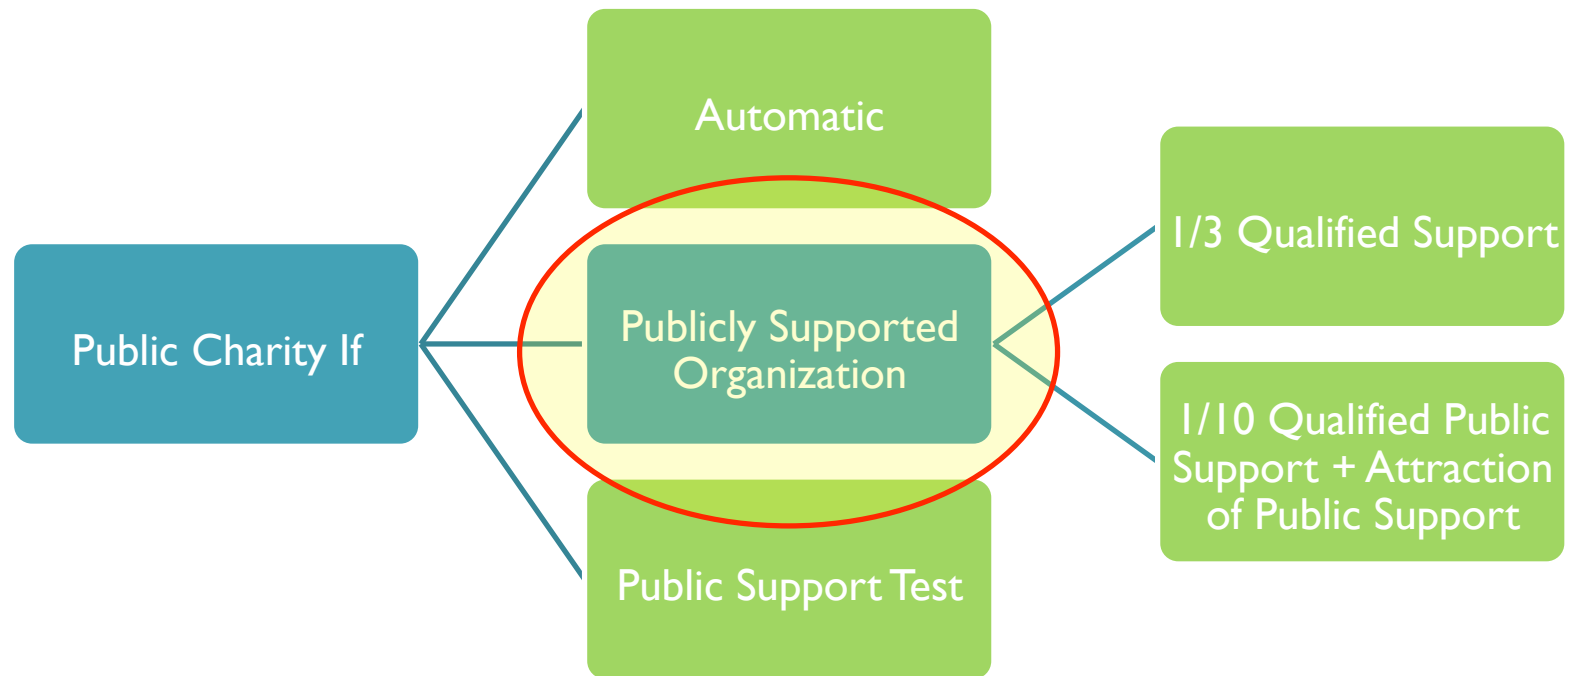 Public Charity If
Automatic
Publicly Supported
Organization
Public Support Test
1/3 Qualified Support
1/10 Qualified Public
Support + Attraction
of Public Support